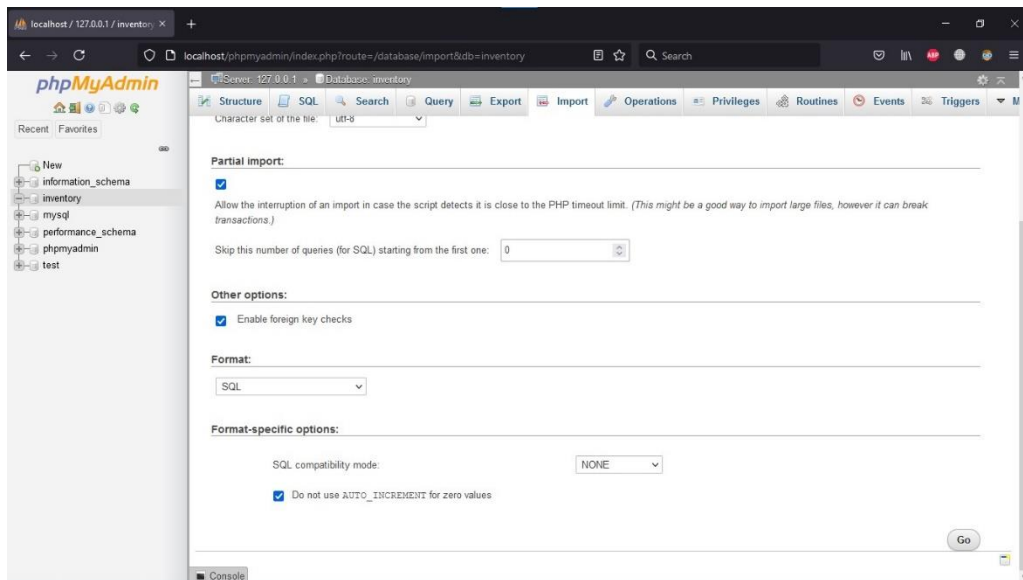 localhost / 127.0.0.1 / inventory
localhost/phpmyadmin/index.php?route=/database/import&db=inventory
Search
phpMyAdmin
Recent Favorites
New
information_schema
inventory
mysql
performance_schema
phpmyadmin
test
Server: 127.0.0.1 » Database: inventory
Structure SQL Search Query Export Import Operations Privileges Routines Events Triggers M
Character set of the file: utf-8
Partial import:
Allow the interruption of an import in case the script detects it is close to the PHP timeout limit. (This might be a good way to import large files, however it can break
transactions.)
Skip this number of queries (for SQL) starting from the first one: 0
Other options:
Enable foreign key checks
Format:
SQL
Format-specific options:
SQL compatibility mode: NONE
Do not use AUTO_INCREMENT for zero values
Go
Console